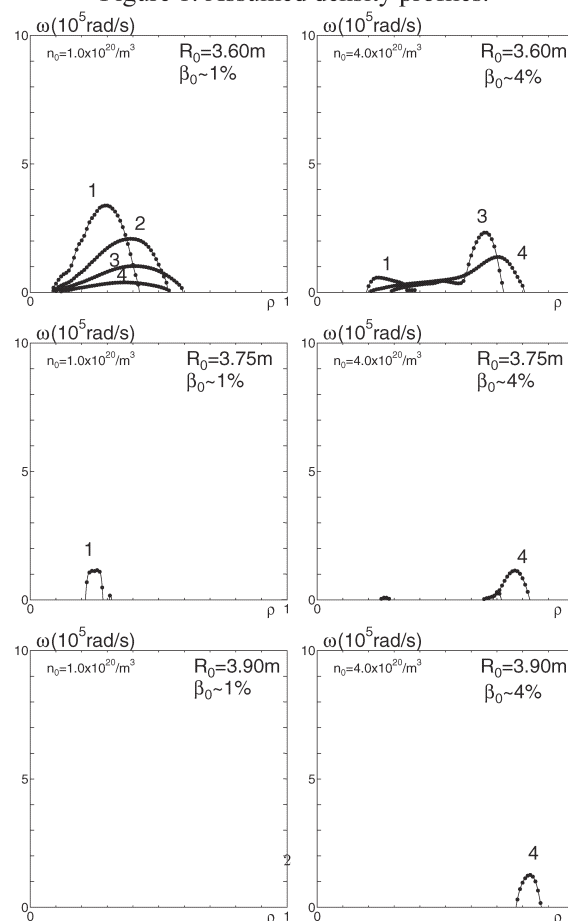 Figure 1: Assumed density profiles.
ω(10⁵rad/s)
n₀=1.0x10²⁰/m³
R₀=3.60m
β₀~1%
10
5
0
1
2
3
4
0
ρ
1
ω(10⁵rad/s)
n₀=4.0x10²⁰/m³
R₀=3.60m
β₀~4%
10
5
0
1
3
4
0
ρ
ω(10⁵rad/s)
n₀=1.0x10²⁰/m³
R₀=3.75m
β₀~1%
10
5
0
1
0
ρ
1
ω(10⁵rad/s)
n₀=4.0x10²⁰/m³
R₀=3.75m
β₀~4%
10
5
0
4
0
ρ
ω(10⁵rad/s)
n₀=1.0x10²⁰/m³
R₀=3.90m
β₀~1%
10
5
0
2
0
ρ
1
ω(10⁵rad/s)
n₀=4.0x10²⁰/m³
R₀=3.90m
β₀~4%
10
5
0
4
0
ρ